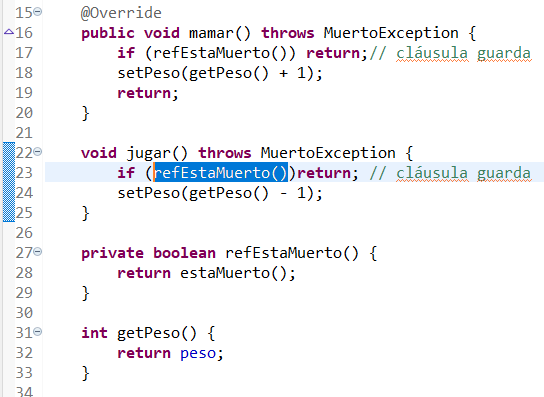 15 @Override
16 public void mamar() throws MuertoException {
17 if (refEstaMuerto()) return;// cláusula guarda
18 setPeso(getPeso() + 1);
19 return;
20 }
21
22 void jugar() throws MuertoException {
23 if (refEstaMuerto())return; // cláusula guarda
24 setPeso(getPeso() - 1);
25 }
26
27 private boolean refEstaMuerto() {
28 return estaMuerto();
29 }
30
31 int getPeso() {
32 return peso;
33 }
34